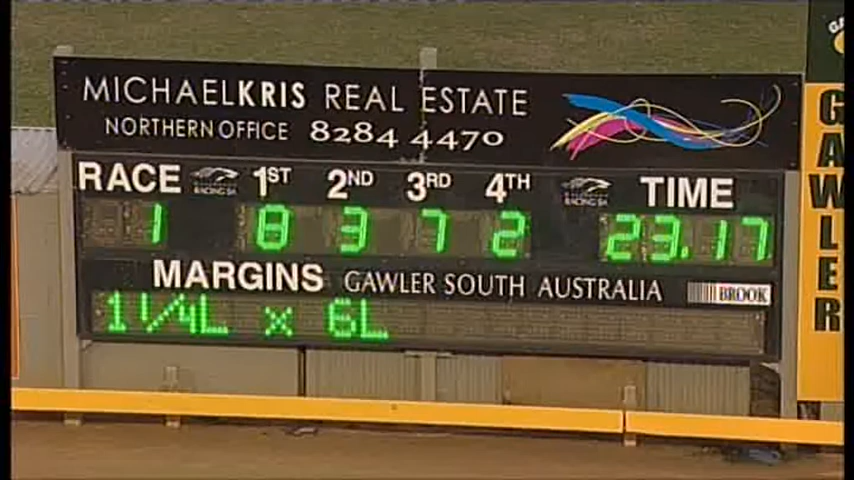 MICHAELKRIS REAL ESTATE
NORTHERN OFFICE 8284 4470
RACE 1ST 2ND 3RD 4TH TIME
1 8 3 7 2 23.17
MARGINS GAWLER SOUTH AUSTRALIA BROOK
1 1/4L x 6L
GAWLER